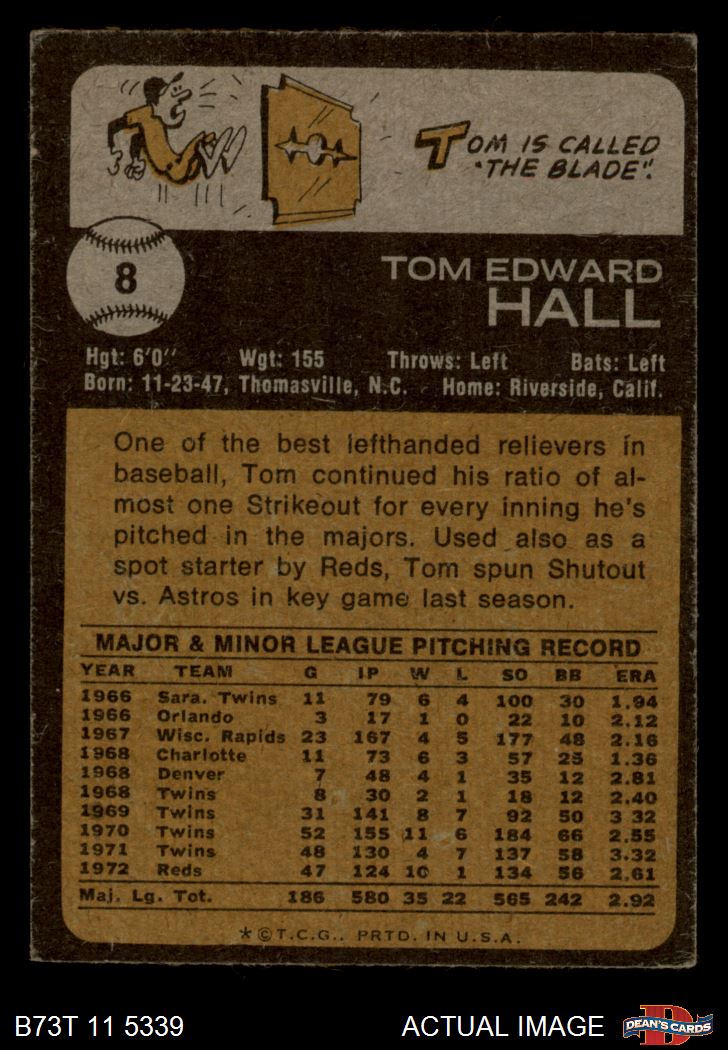 TOM IS CALLED
"THE BLADE".
8
TOM EDWARD
HALL
Hgt: 6'0" Wgt: 155 Throws: Left Bats: Left
Born: 11-23-47, Thomasville, N.C. Home: Riverside, Calif.
One of the best lefthanded relievers in
baseball, Tom continued his ratio of al-
most one Strikeout for every inning he's
pitched in the majors. Used also as a
spot starter by Reds, Tom spun Shutout
vs. Astros in key game last season.
MAJOR & MINOR LEAGUE PITCHING RECORD
YEAR TEAM G IP W L SO BB ERA
1966 Sara. Twins 11 79 6 4 100 30 1.94
1966 Orlando 3 17 1 0 22 10 2.12
1967 Wisc. Rapids 23 167 4 5 177 48 2.16
1968 Charlotte 11 73 6 3 57 25 1.36
1968 Denver 7 48 4 1 35 12 2.81
1968 Twins 8 30 2 1 18 12 2.40
1969 Twins 31 141 8 7 92 50 3.32
1970 Twins 52 155 11 6 184 66 2.55
1971 Twins 48 130 4 7 137 58 3.32
1972 Reds 47 124 10 1 134 56 2.61
Maj. Lg. Tot. 186 580 35 22 565 242 2.92
*©T.C.G.. PRTD. IN U.S.A.
B73T 11 5339 ACTUAL IMAGE D DEAN'S CARDS